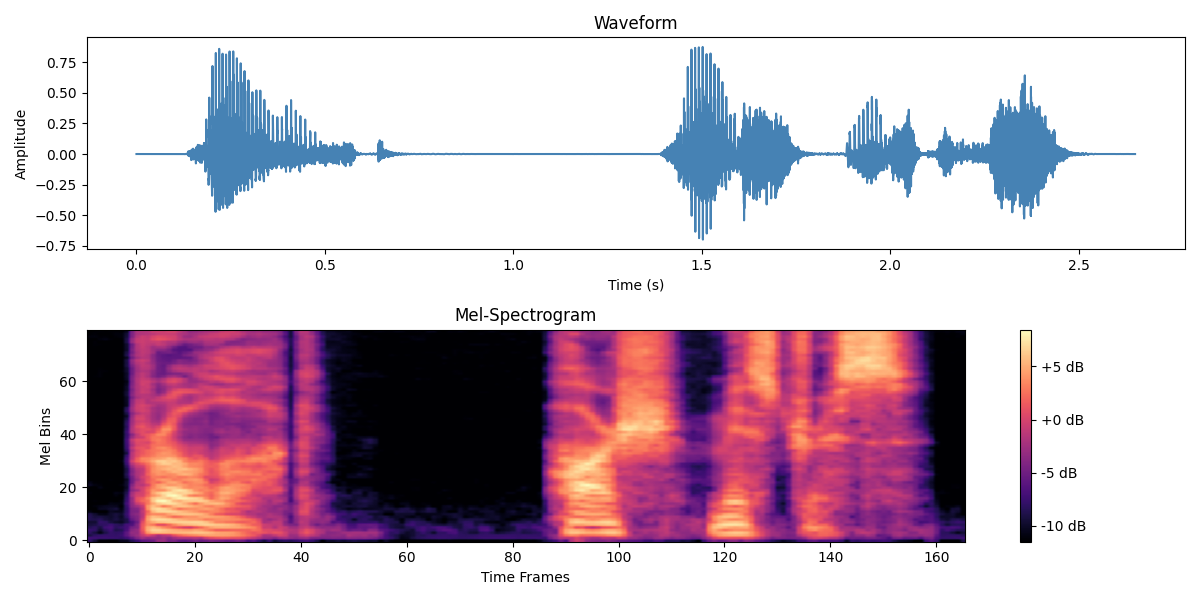 Waveform
0.75
0.50
0.25
0.00
−0.25
−0.50
−0.75
Amplitude
0.0 0.5 1.0 1.5 2.0 2.5
Time (s)
Mel-Spectrogram
60
40
20
0
Mel Bins
0 20 40 60 80 100 120 140 160
Time Frames
+5 dB
+0 dB
-5 dB
-10 dB